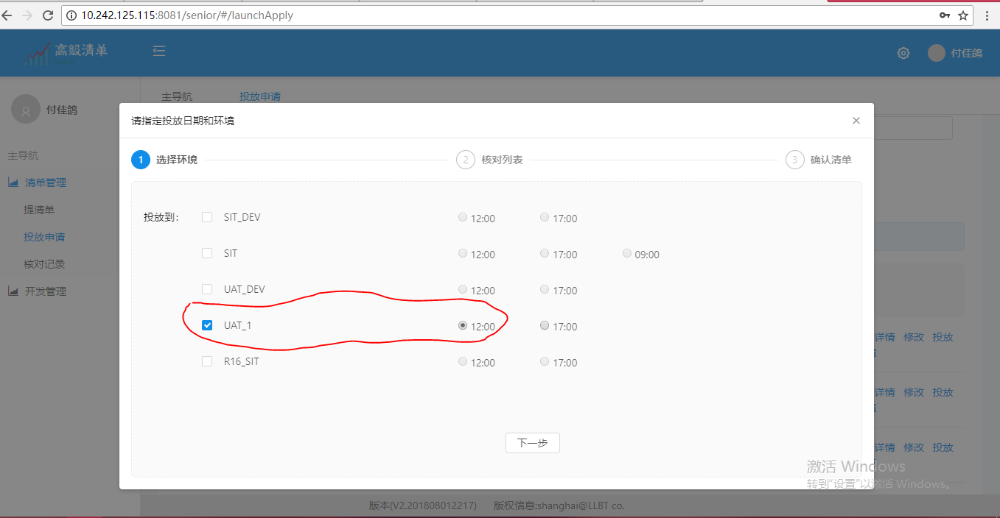 10.242.125.115:8081/senior/#/launchApply
高级清单
付佳鸽
付佳鸽
主导航 投放申请
请指定投放日期和环境 ×
1 选择环境 2 核对列表 3 确认清单
主导航
清单管理
提清单
投放申请
核对记录
开发管理
投放到: SIT_DEV 12:00 17:00
SIT 12:00 17:00 09:00
UAT_DEV 12:00 17:00
UAT_1 12:00 17:00
R16_SIT 12:00 17:00
下一步
详情 修改 投放
详情 修改 投放
详情 修改 投放
激活 Windows
转到"设置"以激活 Windows。
版本(V2.201808012217) 版权信息:shanghai@LLBT co.